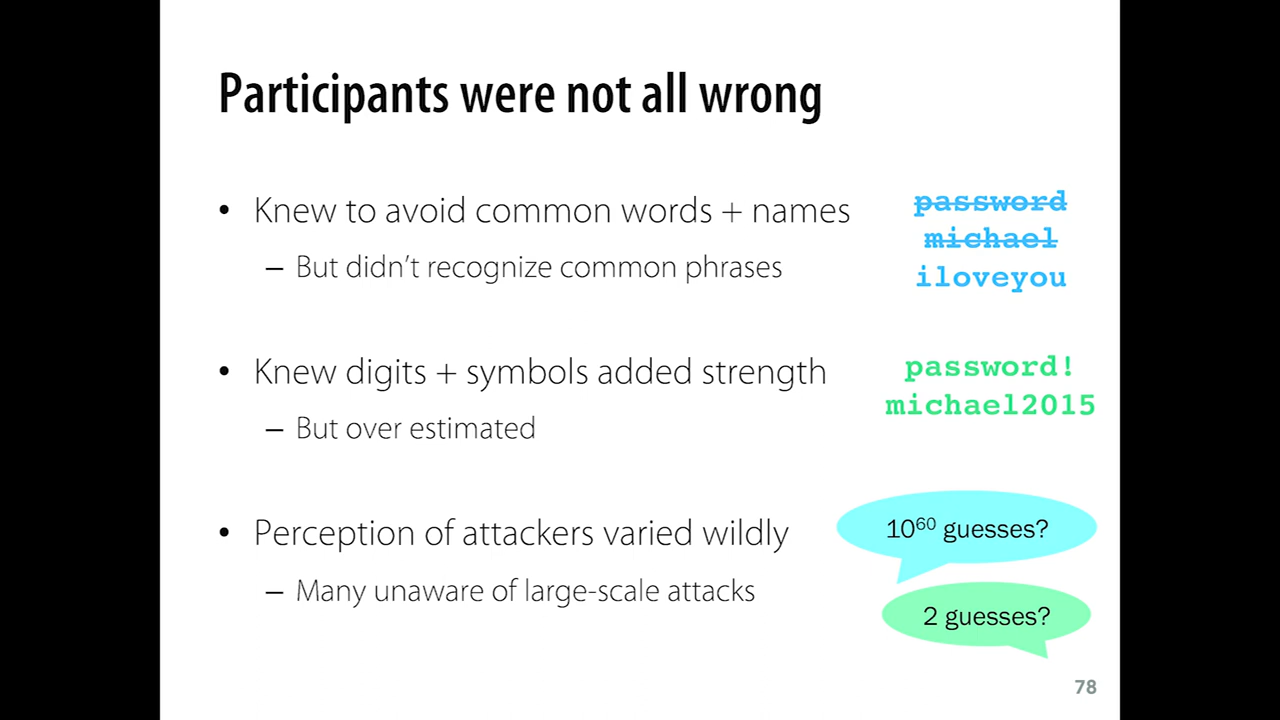 Participants were not all wrong
• Knew to avoid common words + names
– But didn’t recognize common phrases
password
michael
iloveyou
• Knew digits + symbols added strength
– But over estimated
password!
michael2015
• Perception of attackers varied wildly
– Many unaware of large-scale attacks
10⁶⁰ guesses?
2 guesses?
78